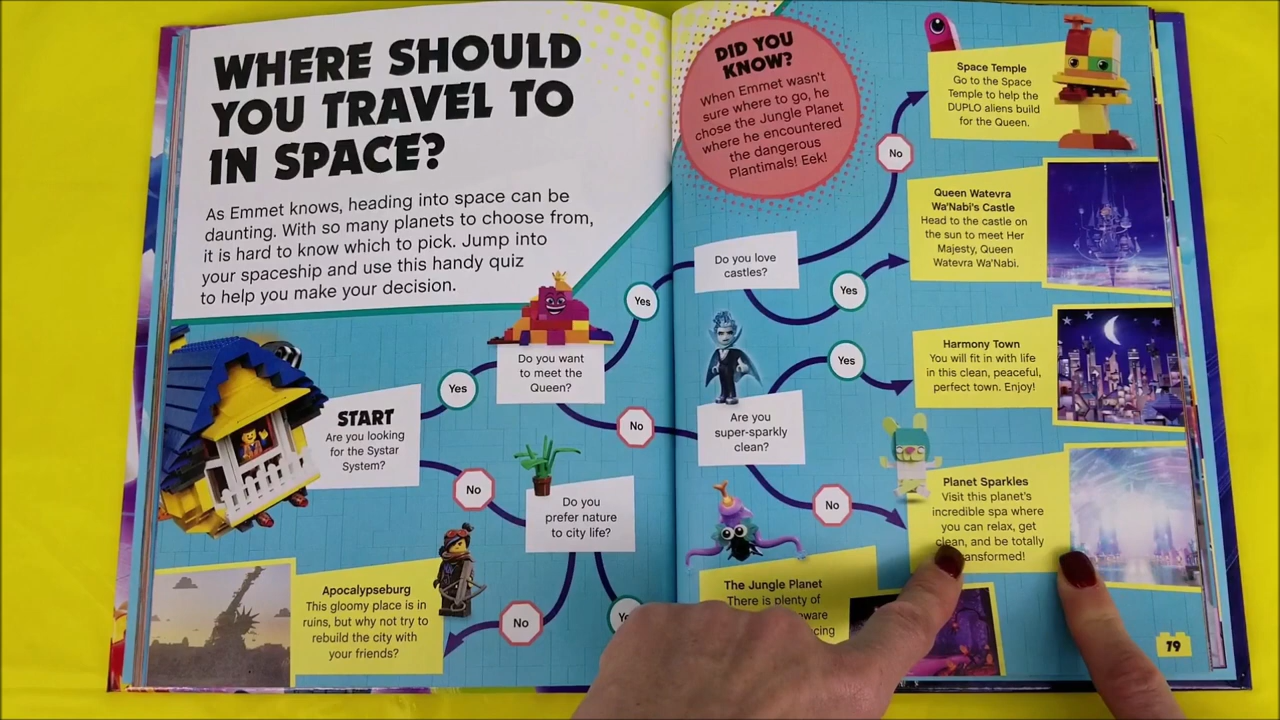 WHERE SHOULD
YOU TRAVEL TO
IN SPACE?
As Emmet knows, heading into space can be
daunting. With so many planets to choose from,
it is hard to know which to pick. Jump into
your spaceship and use this handy quiz
to help you make your decision.
START
Are you looking
for the Systar
System?
Yes
No
Do you want
to meet the
Queen?
Yes
No
Do you
prefer nature
to city life?
No
Apocalypseburg
This gloomy place is in
ruins, but why not try to
rebuild the city with
your friends?
DID YOU
KNOW?
When Emmet wasn't
sure where to go, he
chose the Jungle Planet
where he encountered
the dangerous
Plantimals! Eek!
Do you love
castles?
No
Yes
Are you
super-sparkly
clean?
Yes
No
Space Temple
Go to the Space
Temple to help the
DUPLO aliens build
for the Queen.
Queen Watevra
Wa'Nabi's Castle
Head to the castle on
the sun to meet Her
Majesty, Queen
Watevra Wa'Nabi.
Harmony Town
You will fit in with life
in this clean, peaceful,
perfect town. Enjoy!
Planet Sparkles
Visit this planet's
incredible spa where
you can relax, get
clean, and be totally
The Jungle Planet
There is plenty of
79